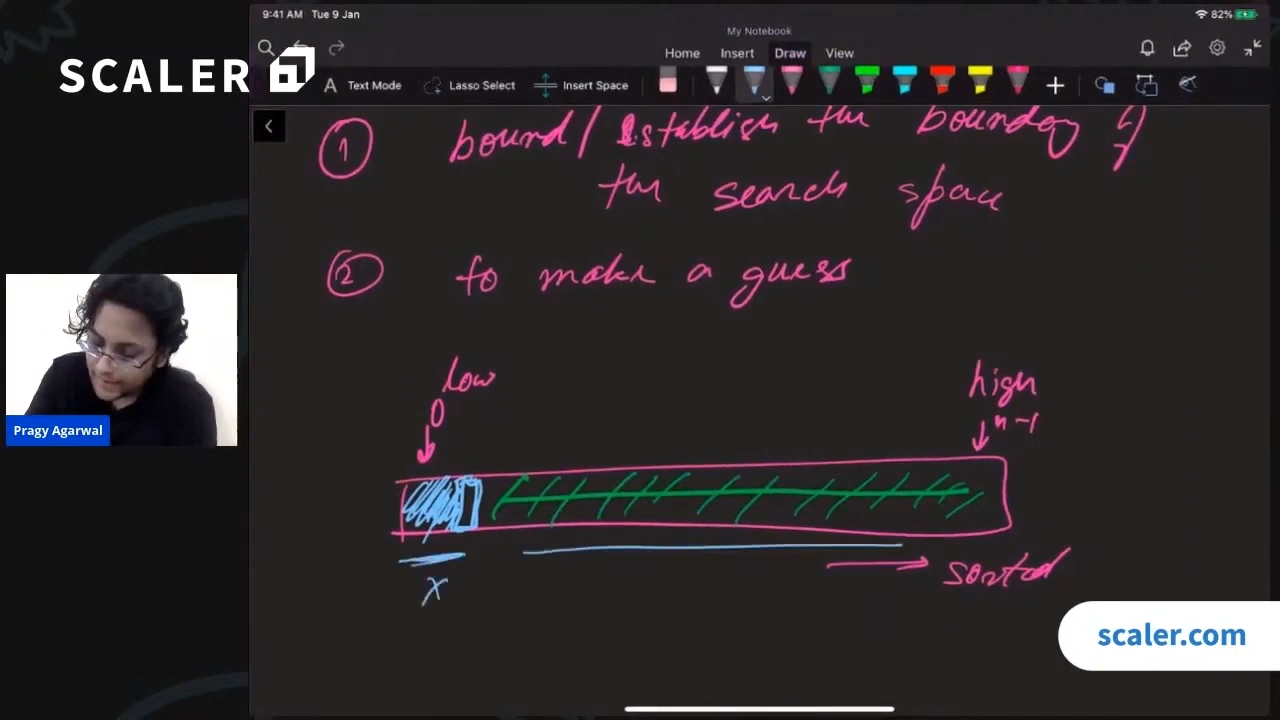 9:41 AM Tue 9 Jan
82%
My Notebook
Home Insert Draw View
SCALER
Text Mode Lasso Select Insert Space
① bound / Establish the boundary of
the search space
② to make a guess
low high
0 n-1
sorted
x
Pragy Agarwal
scaler.com